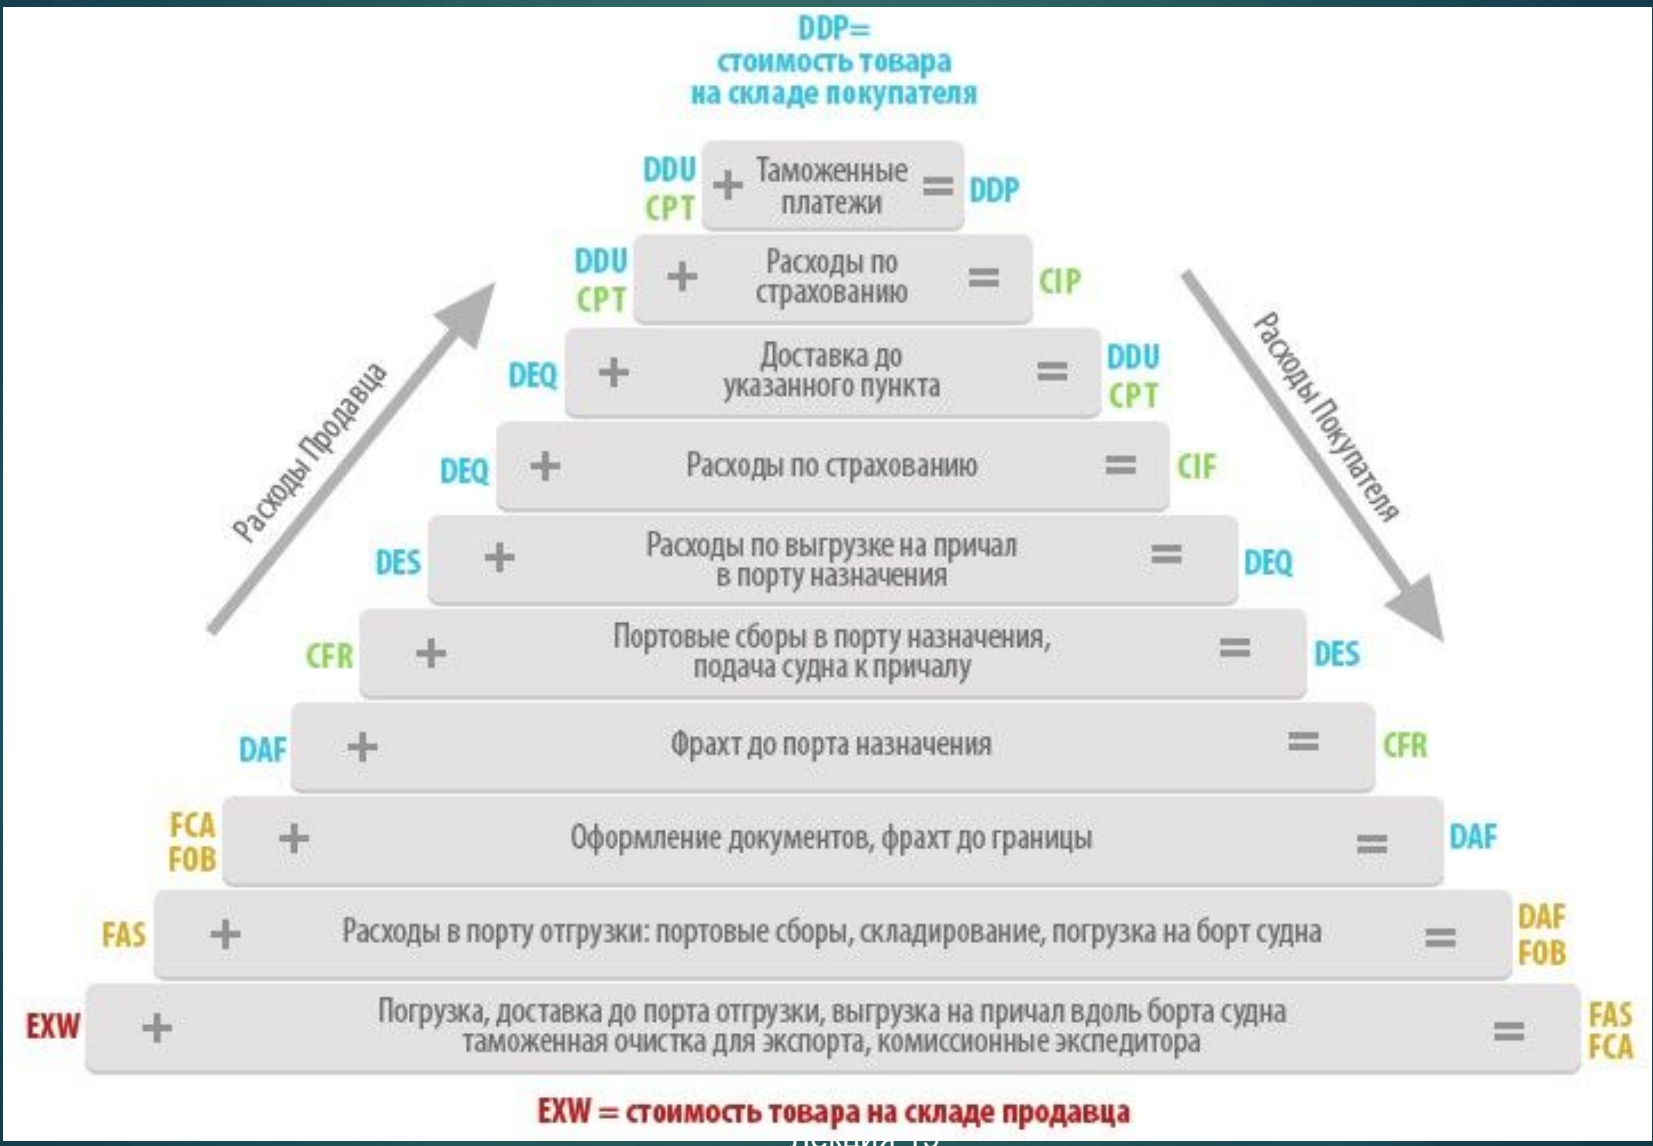 DDP=
стоимость товара
на складе покупателя
DDU
CPT
+ Таможенные
платежи = DDP
DDU
CPT
+ Расходы по
страхованию = CIP
DEQ + Доставка до
указанного пункта =
DDU
CPT
DEQ + Расходы по страхованию = CIF
DES + Расходы по выгрузке на причал
в порту назначения = DEQ
CFR + Портовые сборы в порту назначения,
подача судна к причалу = DES
DAF + Фрахт до порта назначения = CFR
FCA
FOB
+ Оформление документов, фрахт до границы = DAF
FAS + Расходы в порту отгрузки: портовые сборы, складирование, погрузка на борт судна =
DAF
FOB
EXW + Погрузка, доставка до порта отгрузки, выгрузка на причал вдоль борта судна
таможенная очистка для экспорта, комиссионные экспедитора =
FAS
FCA
EXW = стоимость товара на складе продавца
Расходы Продавца
Расходы Покупателя